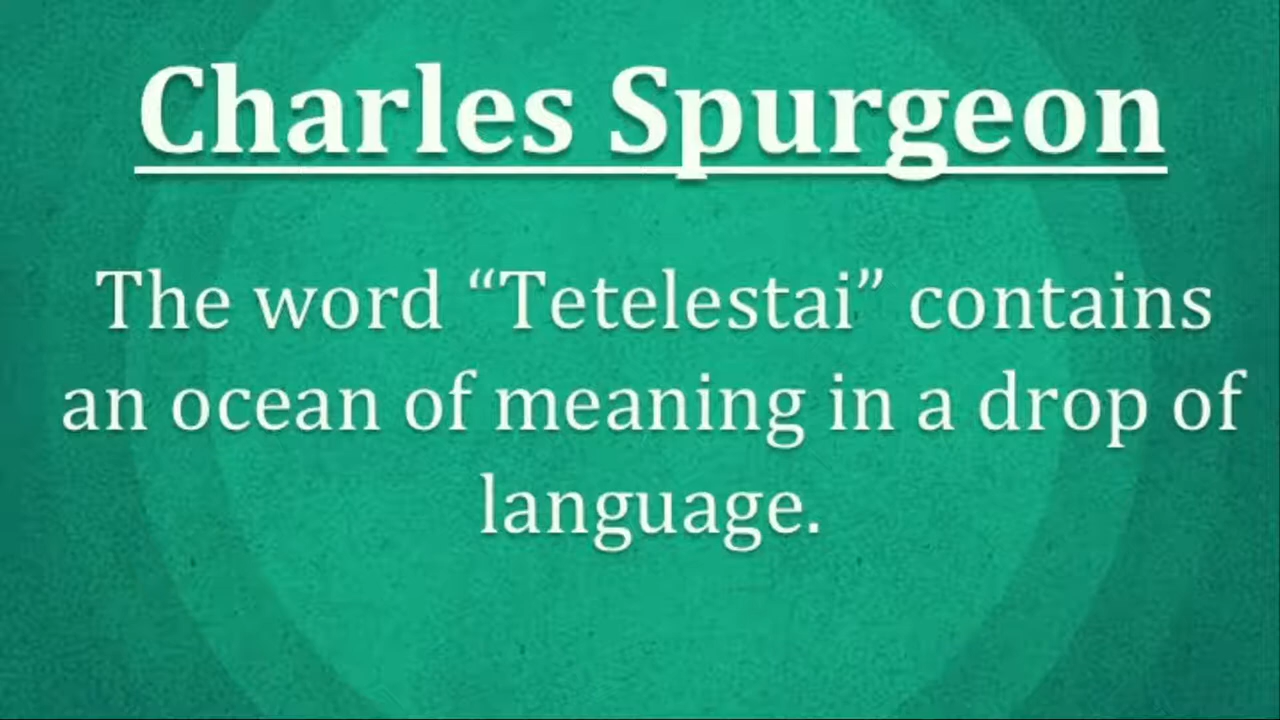 Charles Spurgeon
The word “Tetelestai” contains
an ocean of meaning in a drop of
language.